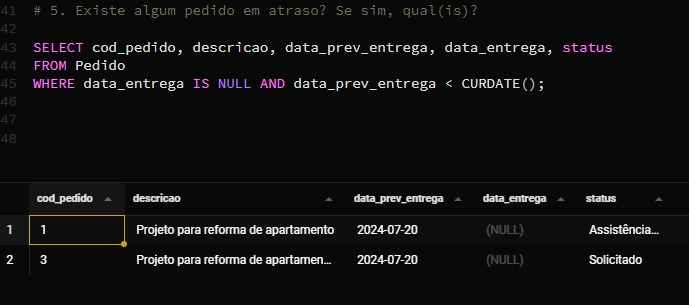 41 # 5. Existe algum pedido em atraso? Se sim, qual(is)?
42
43 SELECT cod_pedido, descricao, data_prev_entrega, data_entrega, status
44 FROM Pedido
45 WHERE data_entrega IS NULL AND data_prev_entrega < CURDATE();
46
47
48
cod_pedido descricao data_prev_entrega data_entrega status
1 1 Projeto para reforma de apartamento 2024-07-20 (NULL) Assistência...
2 3 Projeto para reforma de apartamen... 2024-07-20 (NULL) Solicitado